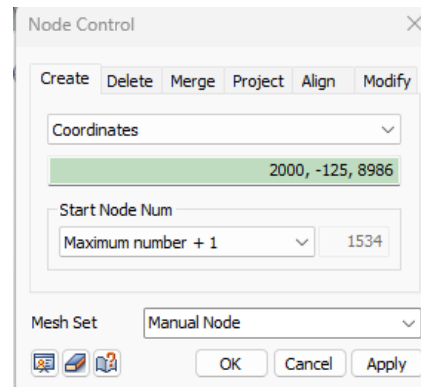 Node Control
Create Delete Merge Project Align Modify
Coordinates
2000, -125, 8986
Start Node Num
Maximum number + 1 1534
Mesh Set Manual Node
OK Cancel Apply